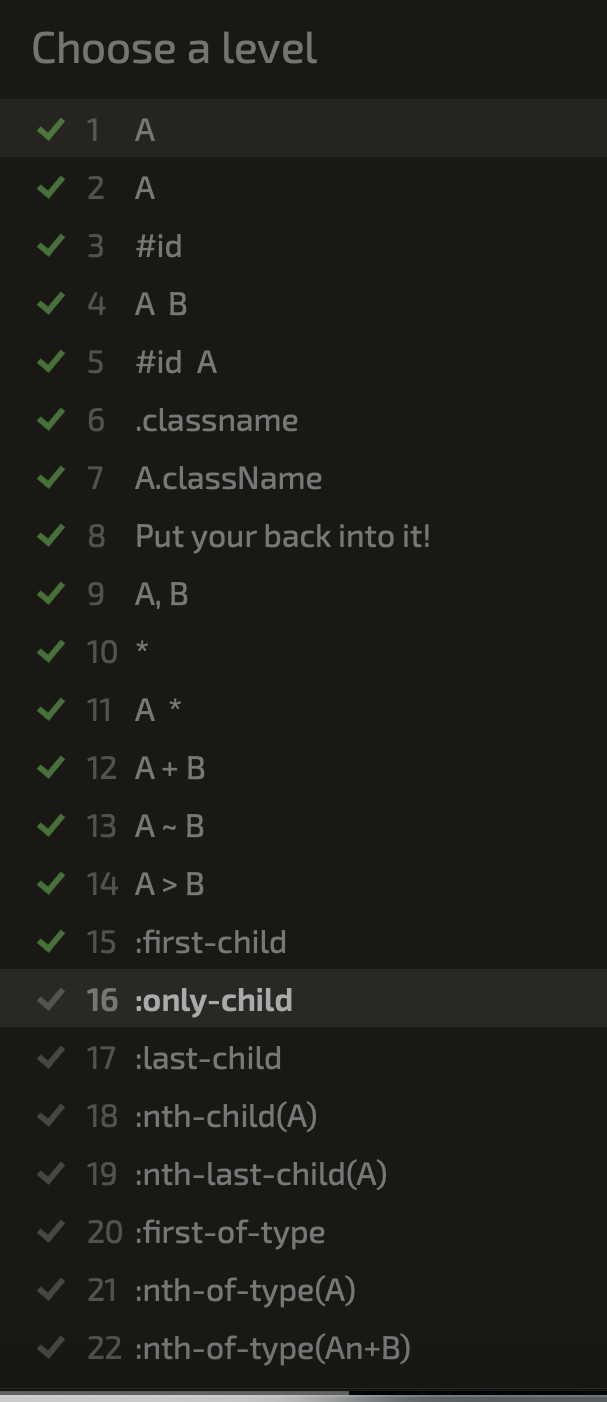 Choose a level
1 A
2 A
3 #id
4 A B
5 #id A
6 .classname
7 A.className
8 Put your back into it!
9 A, B
10 *
11 A *
12 A + B
13 A ~ B
14 A > B
15 :first-child
16 :only-child
17 :last-child
18 :nth-child(A)
19 :nth-last-child(A)
20 :first-of-type
21 :nth-of-type(A)
22 :nth-of-type(An+B)